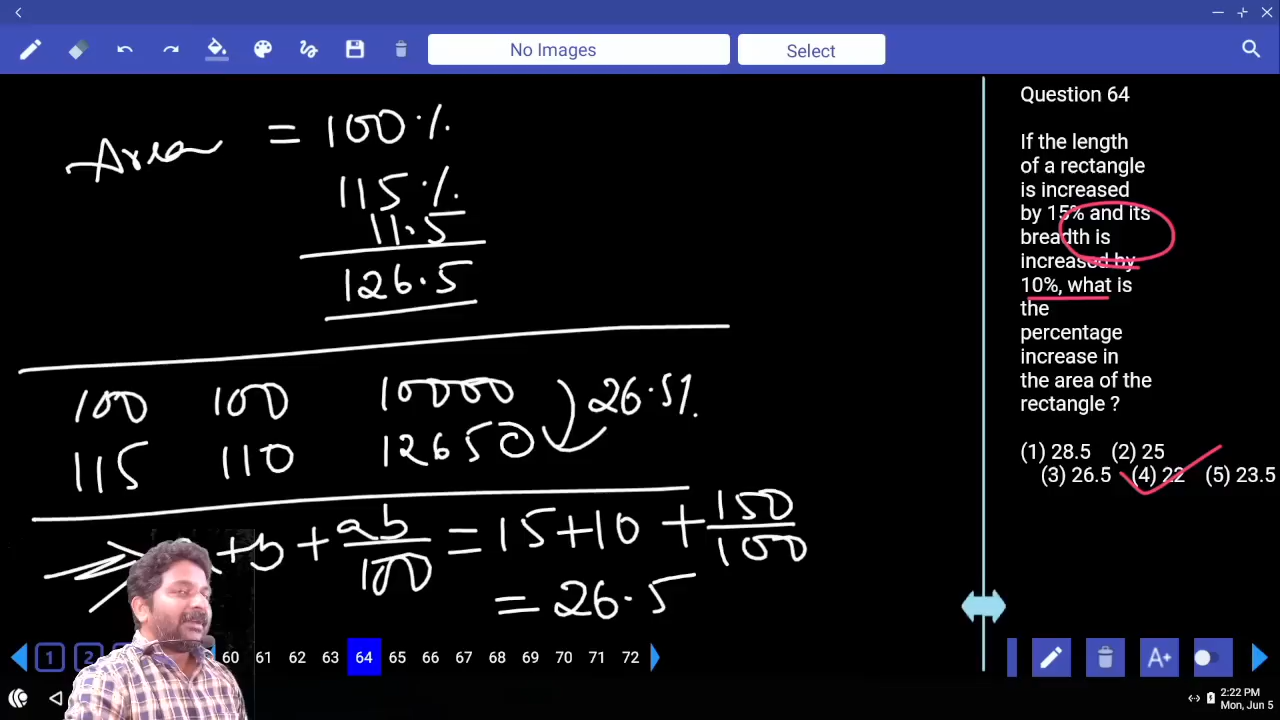 No Images
Select
Area = 100%
115%
11.5
126.5
100 100 10000
26.5%
115 110 12650
+b + ab/100 = 15+10 + 150/100
= 26.5
Question 64
If the length
of a rectangle
is increased
by 15% and its
breadth is
increased by
10%, what is
the
percentage
increase in
the area of the
rectangle ?
(1) 28.5 (2) 25
(3) 26.5 (4) 22 (5) 23.5
1 2 60 61 62 63 64 65 66 67 68 69 70 71 72
A+
2:22 PM
Mon, Jun 5